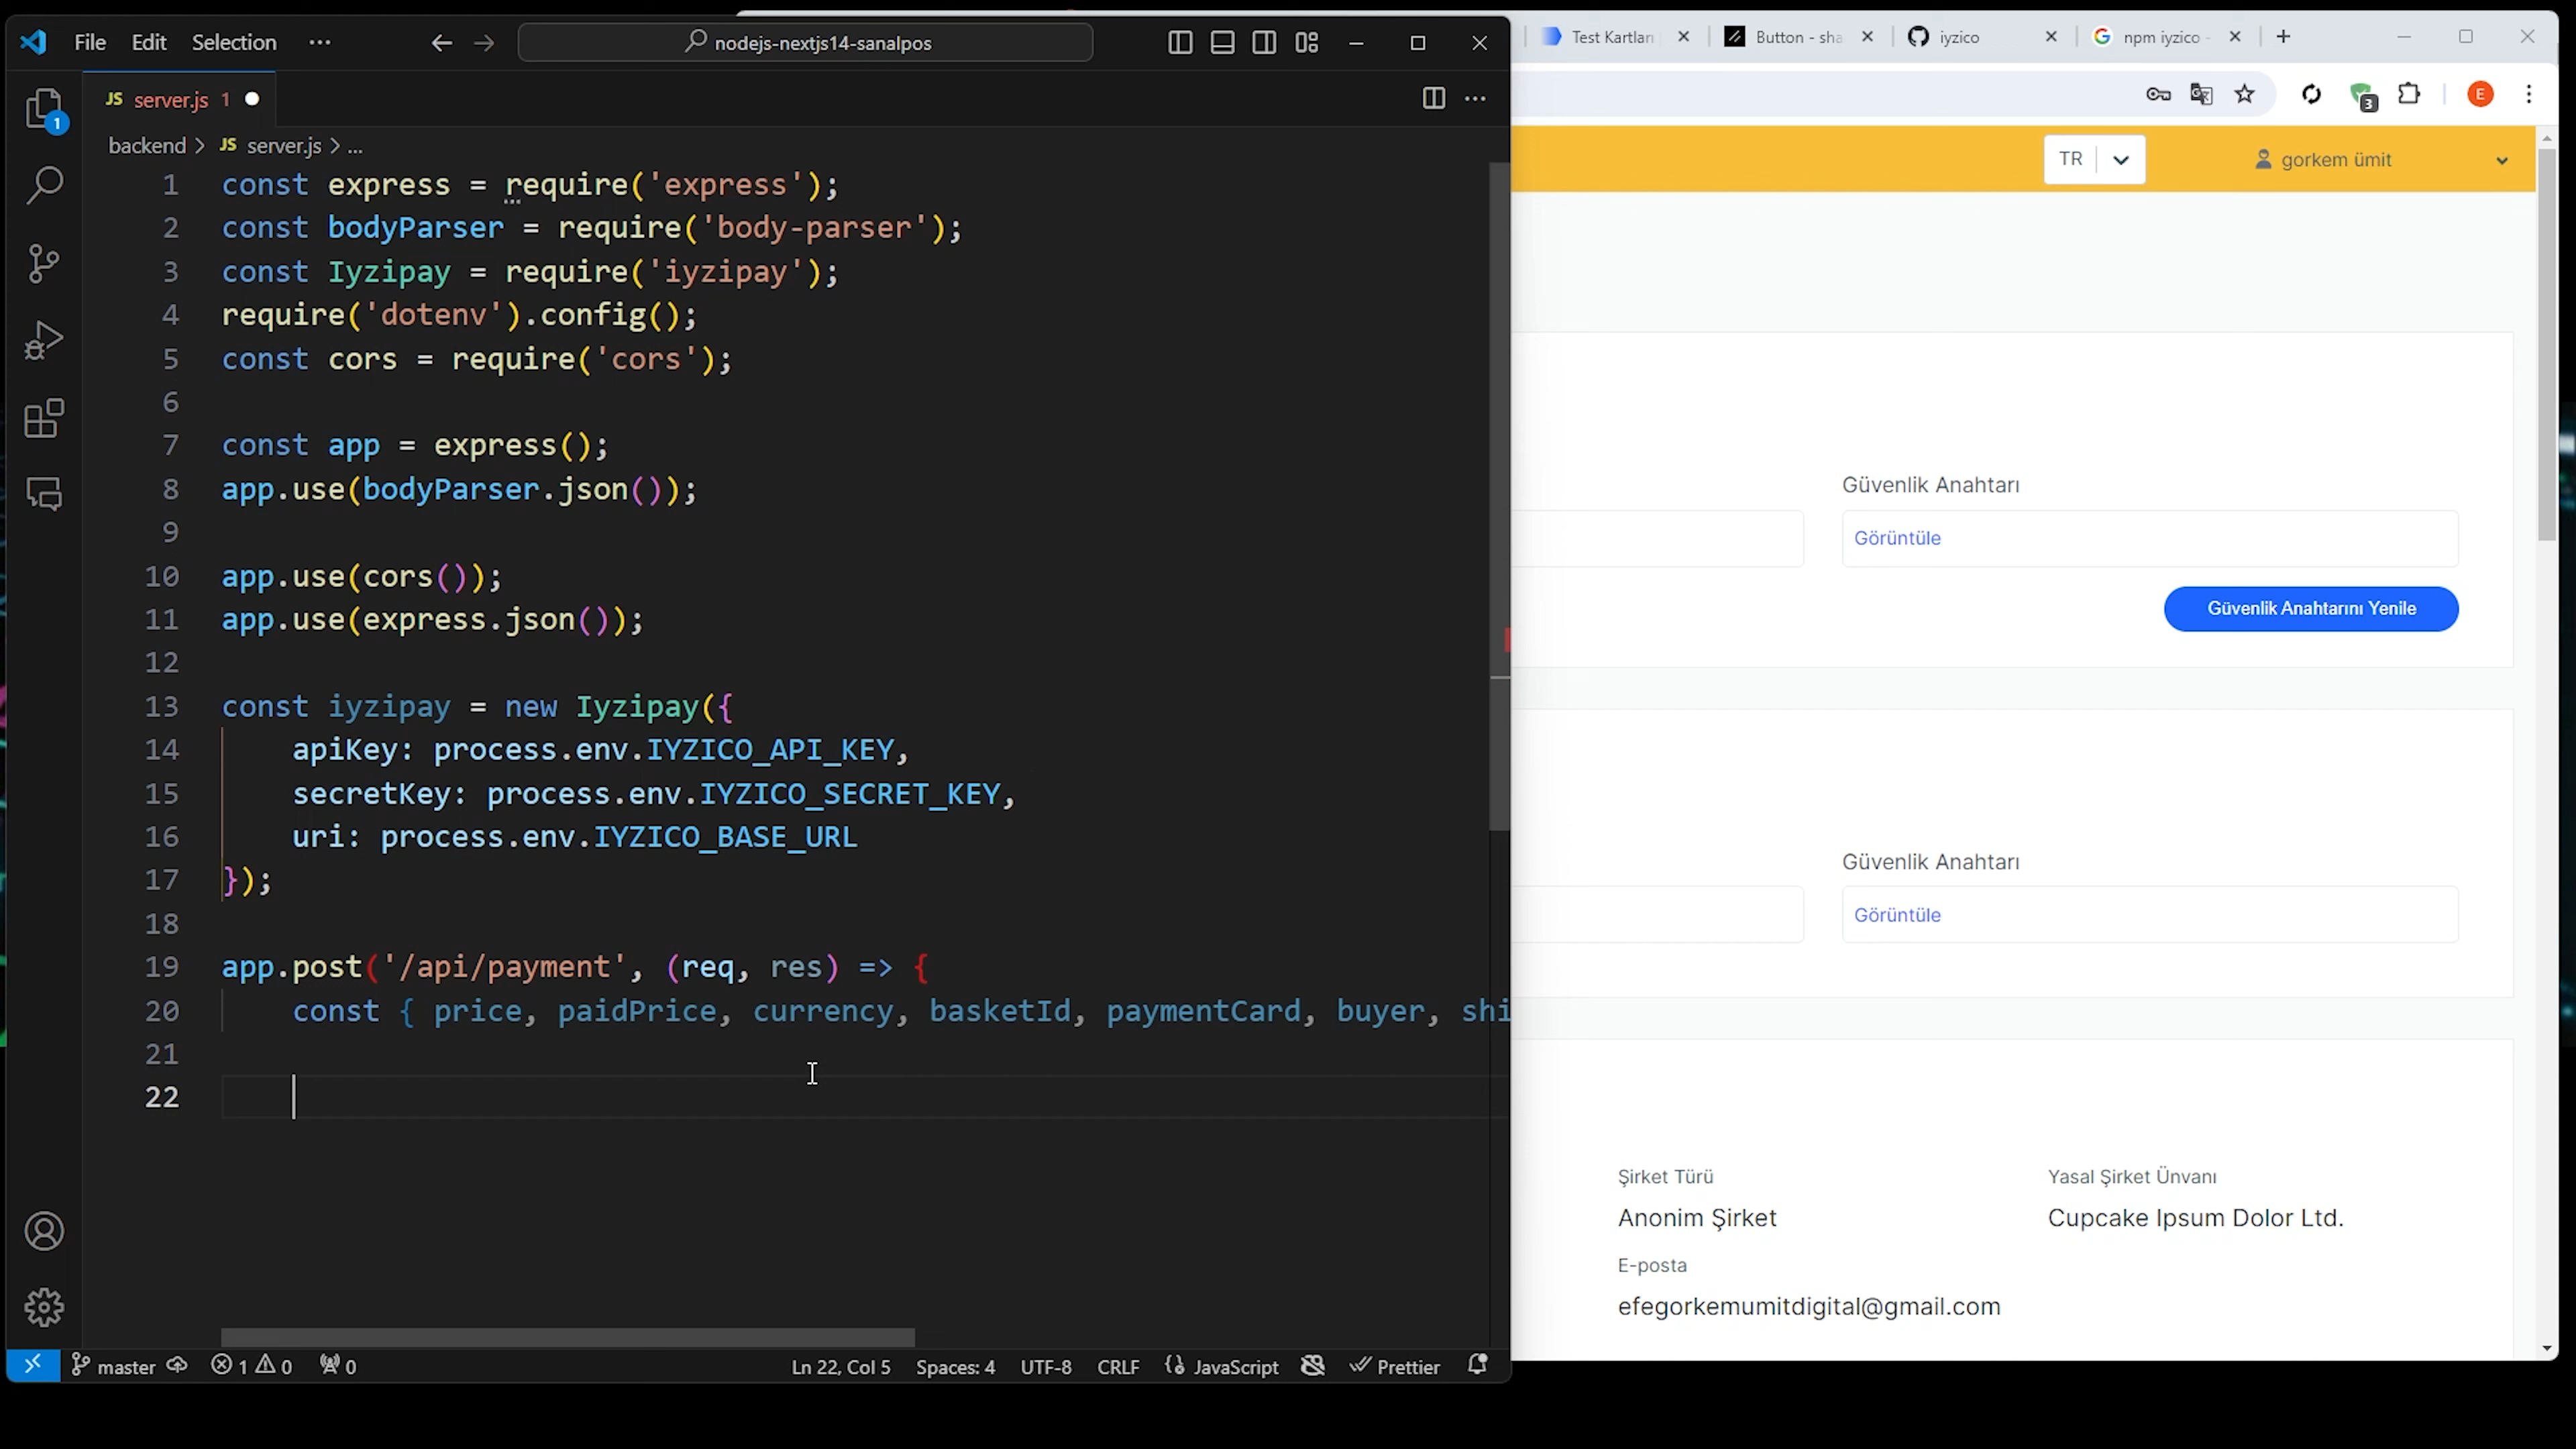 File Edit Selection ...
nodejs-nextjs14-sanalpos
JS server.js 1
backend > JS server.js > ...
1 const express = require('express');
2 const bodyParser = require('body-parser');
3 const Iyzipay = require('iyzipay');
4 require('dotenv').config();
5 const cors = require('cors');
6
7 const app = express();
8 app.use(bodyParser.json());
9
10 app.use(cors());
11 app.use(express.json());
12
13 const iyzipay = new Iyzipay({
14 apiKey: process.env.IYZICO_API_KEY,
15 secretKey: process.env.IYZICO_SECRET_KEY,
16 uri: process.env.IYZICO_BASE_URL
17 });
18
19 app.post('/api/payment', (req, res) => {
20 const { price, paidPrice, currency, basketId, paymentCard, buyer, shi
21
22
1
master 1 0 0 Ln 22, Col 5 Spaces: 4 UTF-8 CRLF JavaScript Prettier
Test Kartları Button - sha iyzico npm iyzico -
3 E
TR gorkem ümit
Güvenlik Anahtarı
Görüntüle
Güvenlik Anahtarını Yenile
Güvenlik Anahtarı
Görüntüle
Şirket Türü Yasal Şirket Ünvanı
Anonim Şirket Cupcake Ipsum Dolor Ltd.
E-posta
efegorkemumitdigital@gmail.com